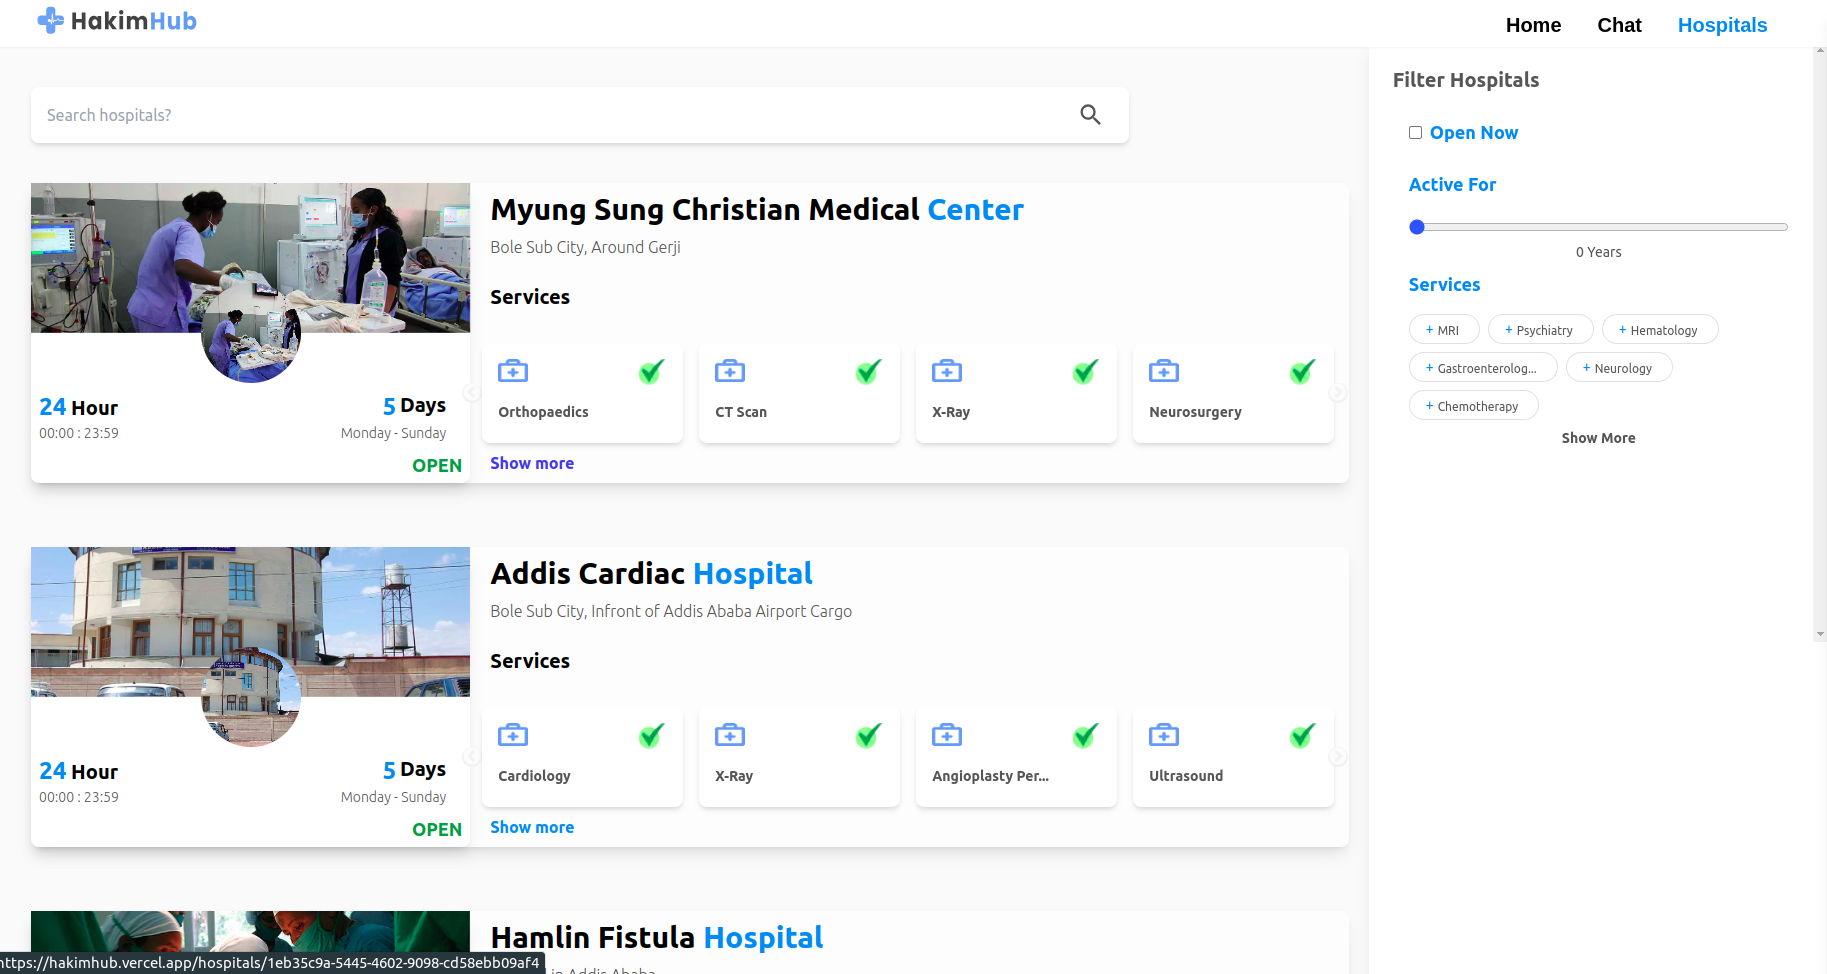 HakimHub
Home
Chat
Hospitals
Search hospitals?
Filter Hospitals
Open Now
Active For
0 Years
Services
+ MRI
+ Psychiatry
+ Hematology
+ Gastroenterolog...
+ Neurology
+ Chemotherapy
Show More
Myung Sung Christian Medical Center
Bole Sub City, Around Gerji
Services
Orthopaedics
CT Scan
X-Ray
Neurosurgery
Show more
24 Hour
5 Days
00:00 : 23:59
Monday - Sunday
OPEN
Addis Cardiac Hospital
Bole Sub City, Infront of Addis Ababa Airport Cargo
Services
Cardiology
X-Ray
Angioplasty Per...
Ultrasound
Show more
24 Hour
5 Days
00:00 : 23:59
Monday - Sunday
OPEN
Hamlin Fistula Hospital
in Addis Ababa
https://hakimhub.vercel.app/hospitals/1eb35c9a-5445-4602-9098-cd58ebb09af4